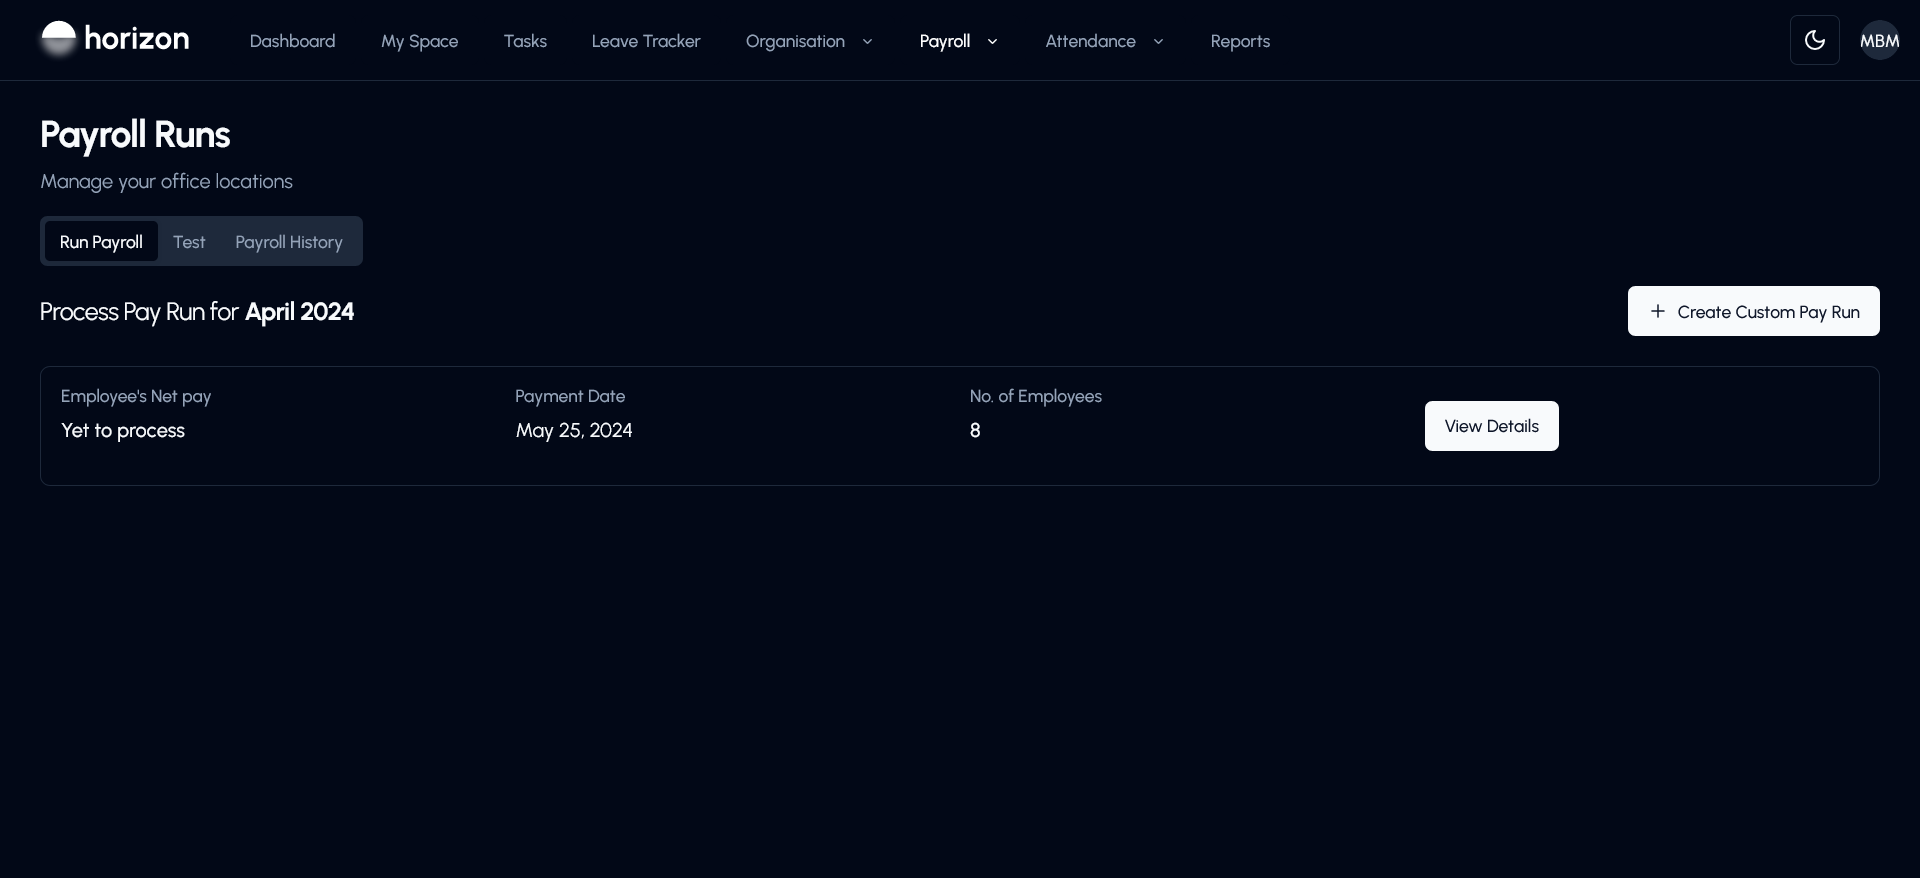 horizon
Dashboard My Space Tasks Leave Tracker Organisation Payroll Attendance Reports
MBM
Payroll Runs
Manage your office locations
Run Payroll Test Payroll History
Process Pay Run for April 2024
+ Create Custom Pay Run
Employee's Net pay Payment Date No. of Employees
Yet to process May 25, 2024 8
View Details